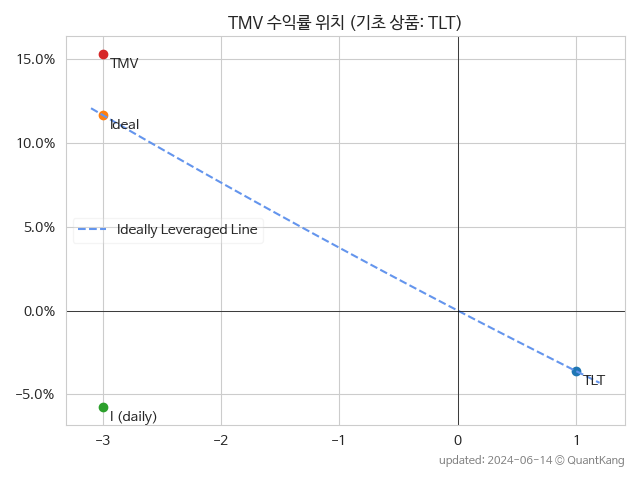 TMV 수익률 위치 (기초 상품: TLT)
15.0%
TMV
Ideal
10.0%
5.0%
Ideally Leveraged Line
0.0%
TLT
−5.0%
I (daily)
−3
−2
−1
0
1
updated: 2024-06-14 © QuantKang